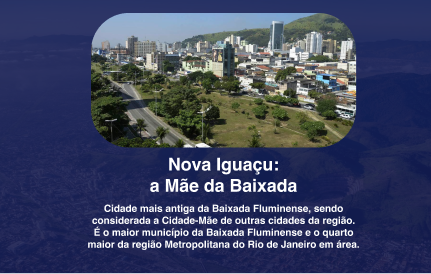 Nova Iguaçu:
a Mãe da Baixada
Cidade mais antiga da Baixada Fluminense, sendo
considerada a Cidade-Mãe de outras cidades da região.
É o maior município da Baixada Fluminense e o quarto
maior da região Metropolitana do Rio de Janeiro em área.